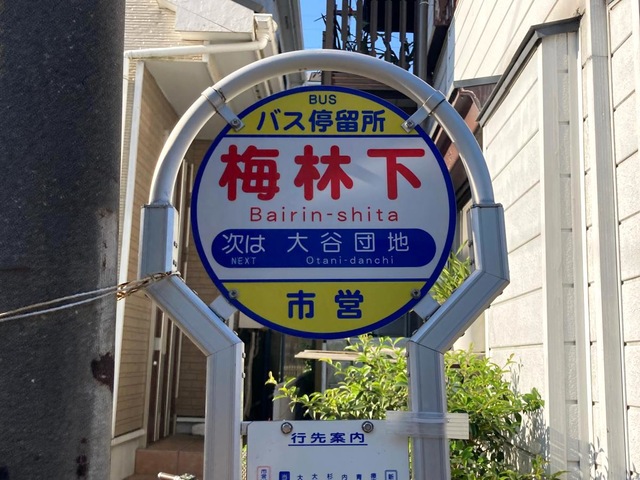 BUS
バス停留所
梅林下
Bairin-shita
次は 大谷団地
NEXT Otani-danchi
市営
行先案内